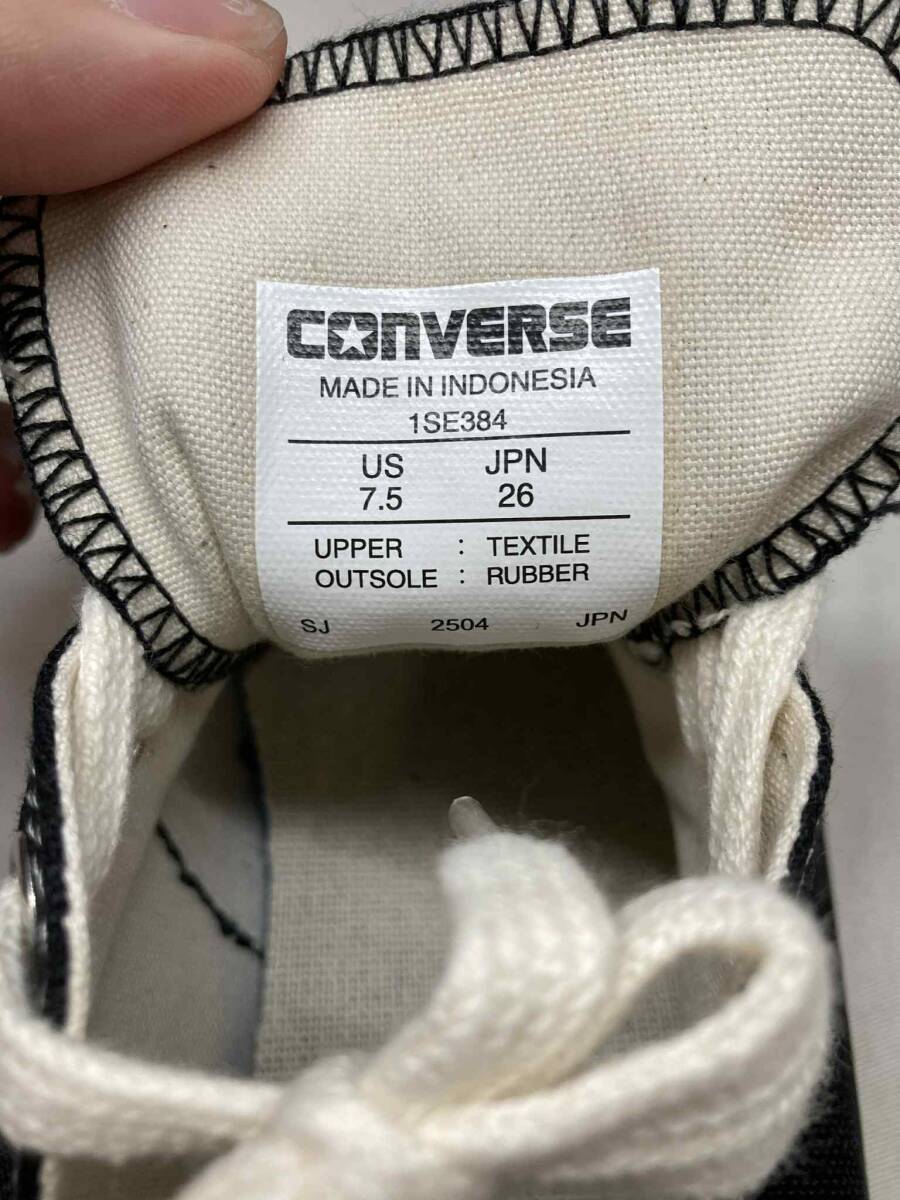 CONVERSE
MADE IN INDONESIA
1SE384
US JPN
7.5 26
UPPER : TEXTILE
OUTSOLE : RUBBER
SJ 2504 JPN